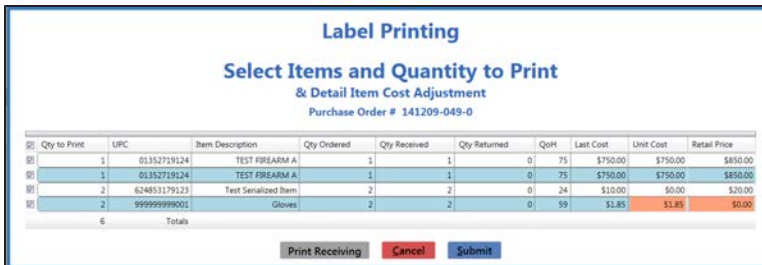 Label Printing
Select Items and Quantity to Print
& Detail Item Cost Adjustment
Purchase Order # 141209-049-0
Qty to Print UPC Item Description Qty Ordered Qty Received Qty Returned QoH Last Cost Unit Cost Retail Price
1 01352719124 TEST FIREARM A 1 1 0 75 $750.00 $750.00 $850.00
1 01352719124 TEST FIREARM A 1 1 0 75 $750.00 $750.00 $850.00
2 624853179123 Test Serialized Item 2 2 0 24 $10.00 $0.00 $20.00
2 999999999001 Gloves 2 2 0 59 $1.85 $1.85 $0.00
6 Totals
Print Receiving Cancel Submit